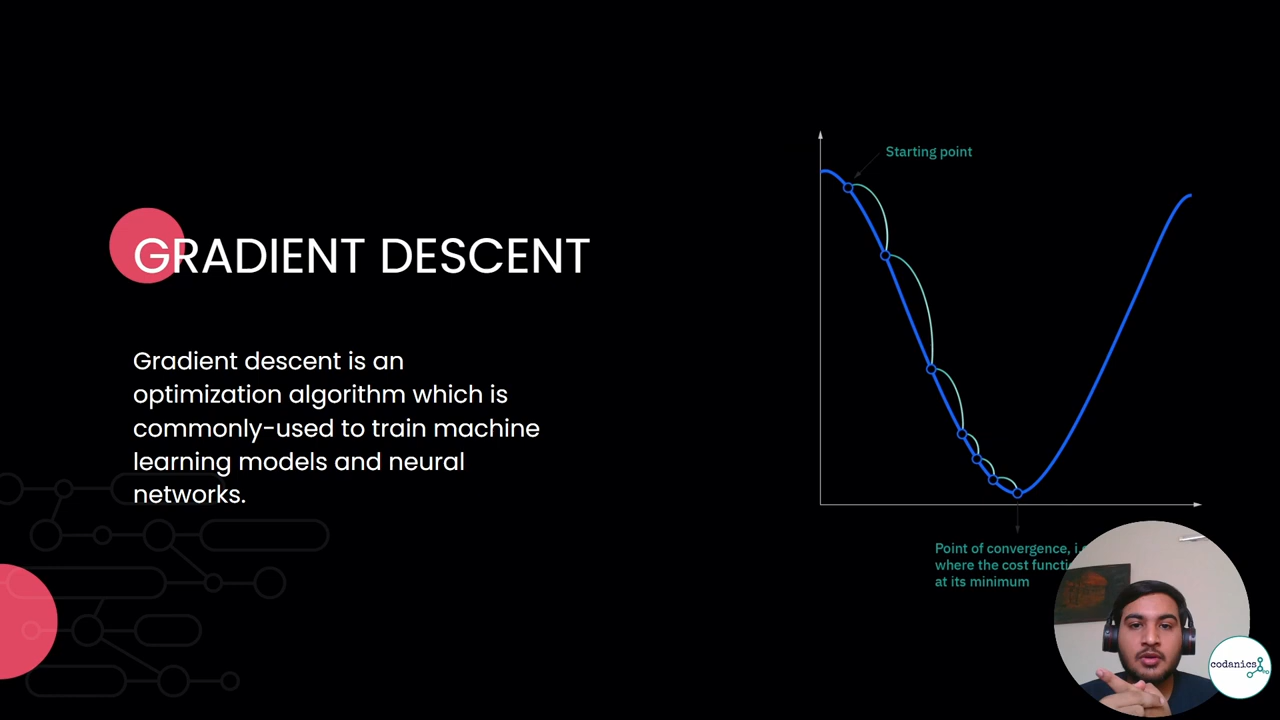 Starting point
GRADIENT DESCENT
Gradient descent is an
optimization algorithm which is
commonly-used to train machine
learning models and neural
networks.
Point of convergence,
where the cost
at its minimum
codanics